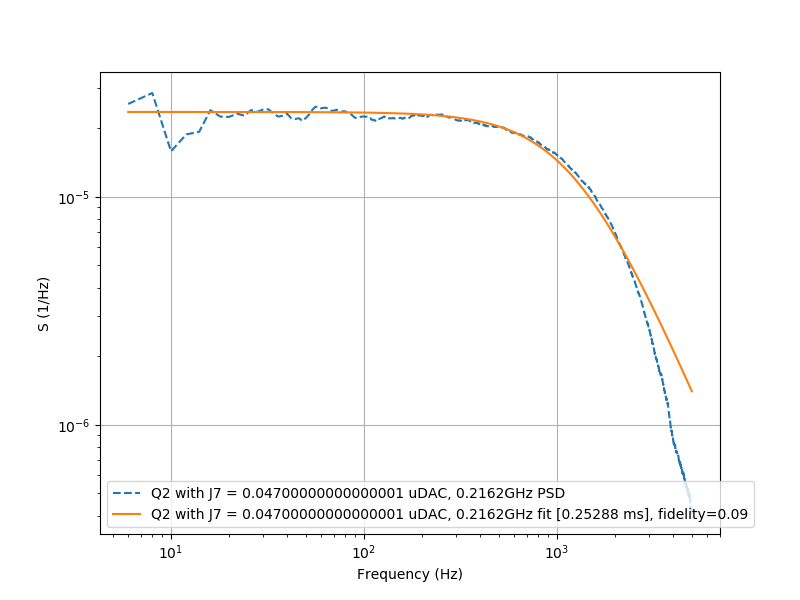 10⁻⁵
10⁻⁶
S (1/Hz)
Q2 with J7 = 0.04700000000000001 uDAC, 0.2162GHz PSD
Q2 with J7 = 0.04700000000000001 uDAC, 0.2162GHz fit [0.25288 ms], fidelity=0.09
10¹ 10² 10³
Frequency (Hz)